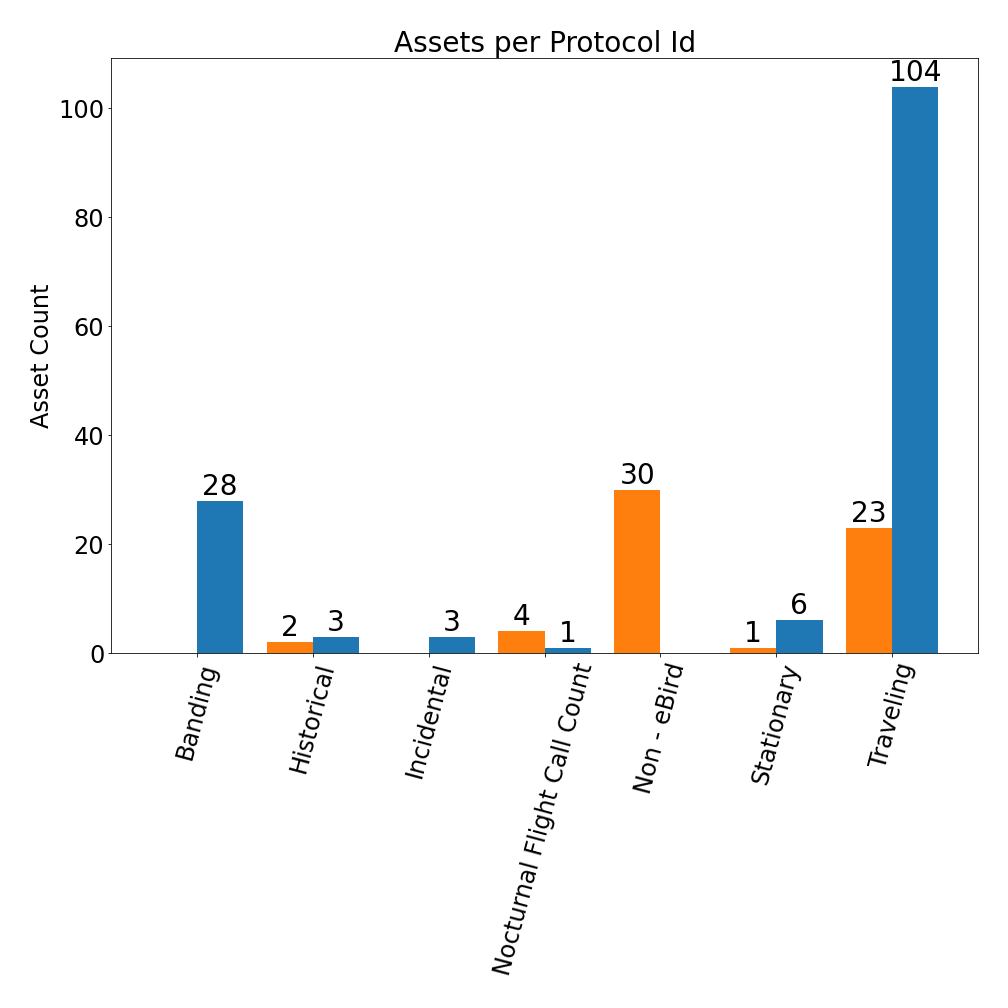 Assets per Protocol Id
Asset Count
100
80
60
40
20
0
28
2
3
3
4
1
30
1
6
23
104
Banding
Historical
Incidental
Nocturnal Flight Call Count
Non - eBird
Stationary
Traveling